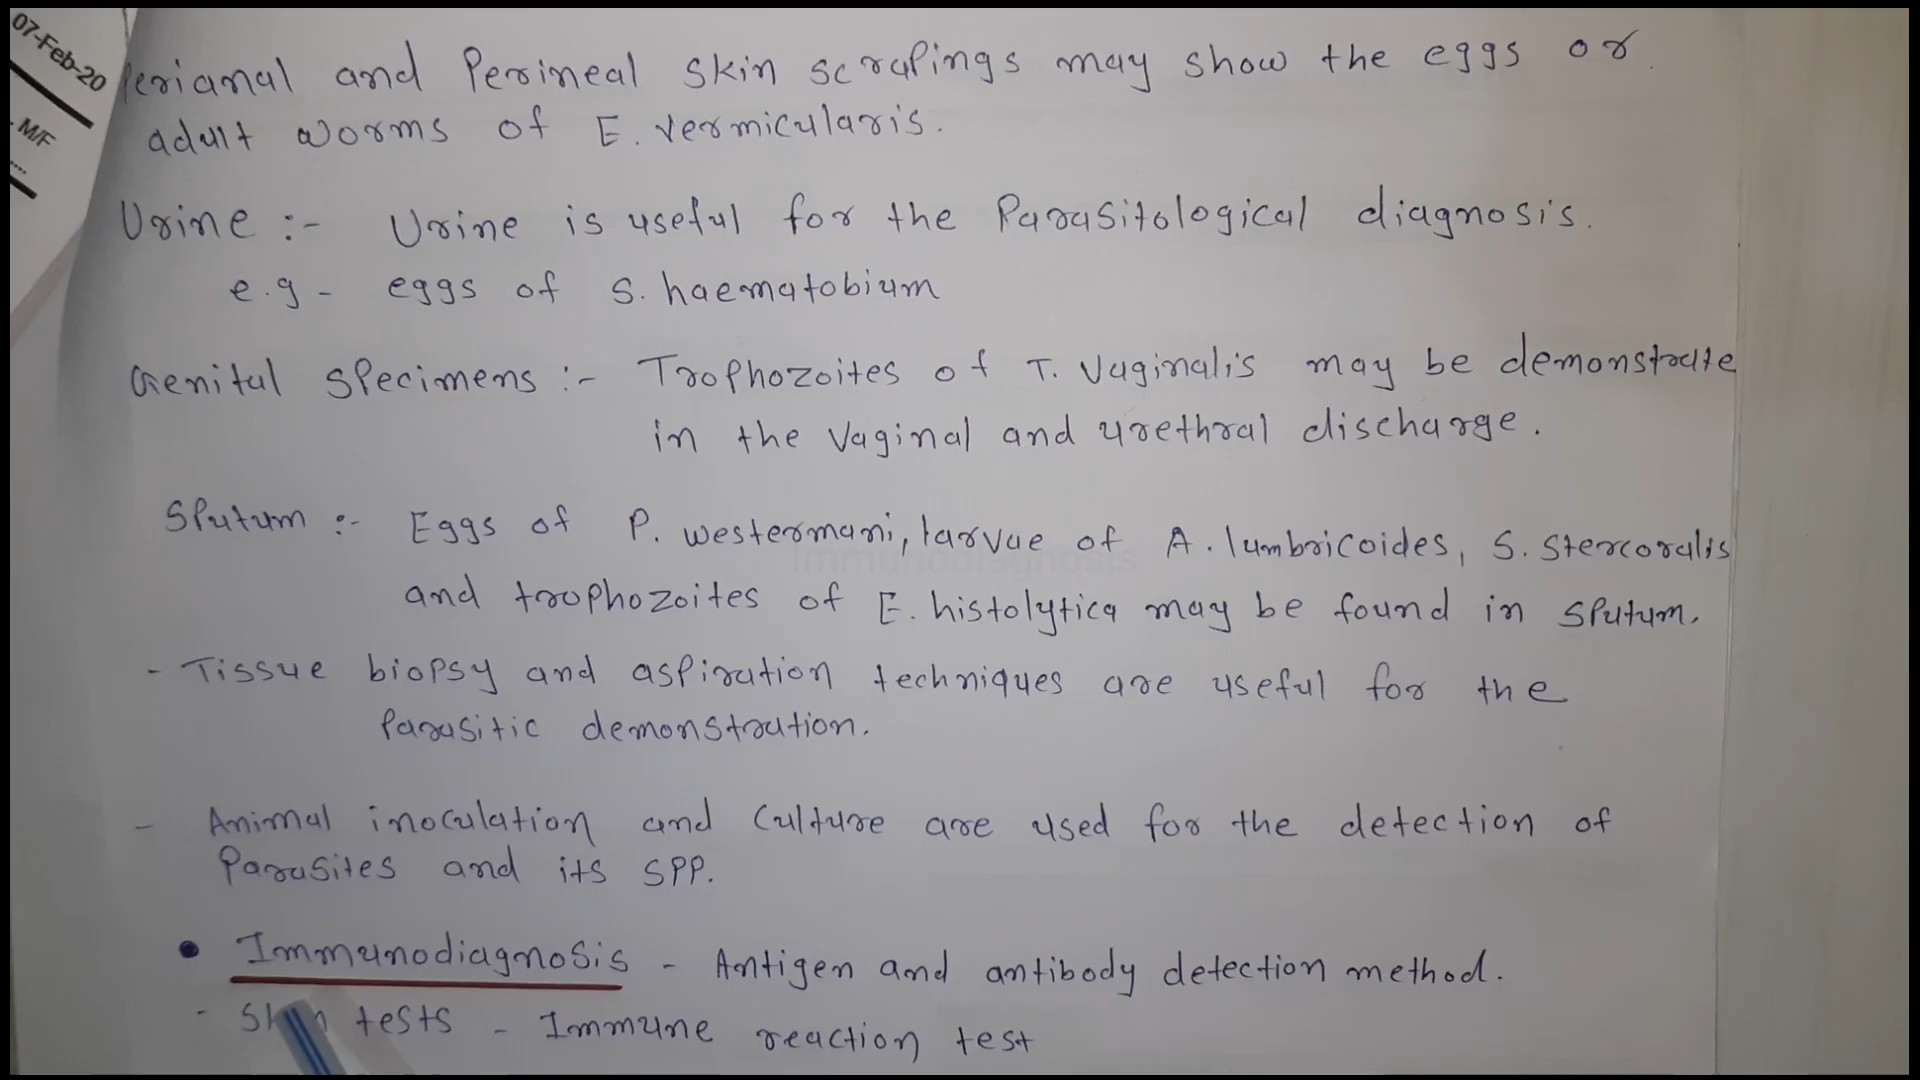 07-Feb-20
M/F
....
Perianal and Perineal skin scrapings may show the eggs or
adult worms of E. vermicularis.
Urine :- Urine is useful for the Parasitological diagnosis.
e.g - eggs of S. haematobium
Genital specimens :- Trophozoites of T. vaginalis may be demonstrate
in the vaginal and urethral discharge.
Sputum :- Eggs of P. westermani, larvae of A. lumbricoides, S. stercoralis
Immunodiagnosis
and trophozoites of E. histolytica may be found in sputum.
- Tissue biopsy and aspiration techniques are useful for the
Parasitic demonstration.
- Animal inoculation and culture are used for the detection of
Parasites and its SPP.
• Immunodiagnosis - Antigen and antibody detection method.
- Skin tests - Immune reaction test